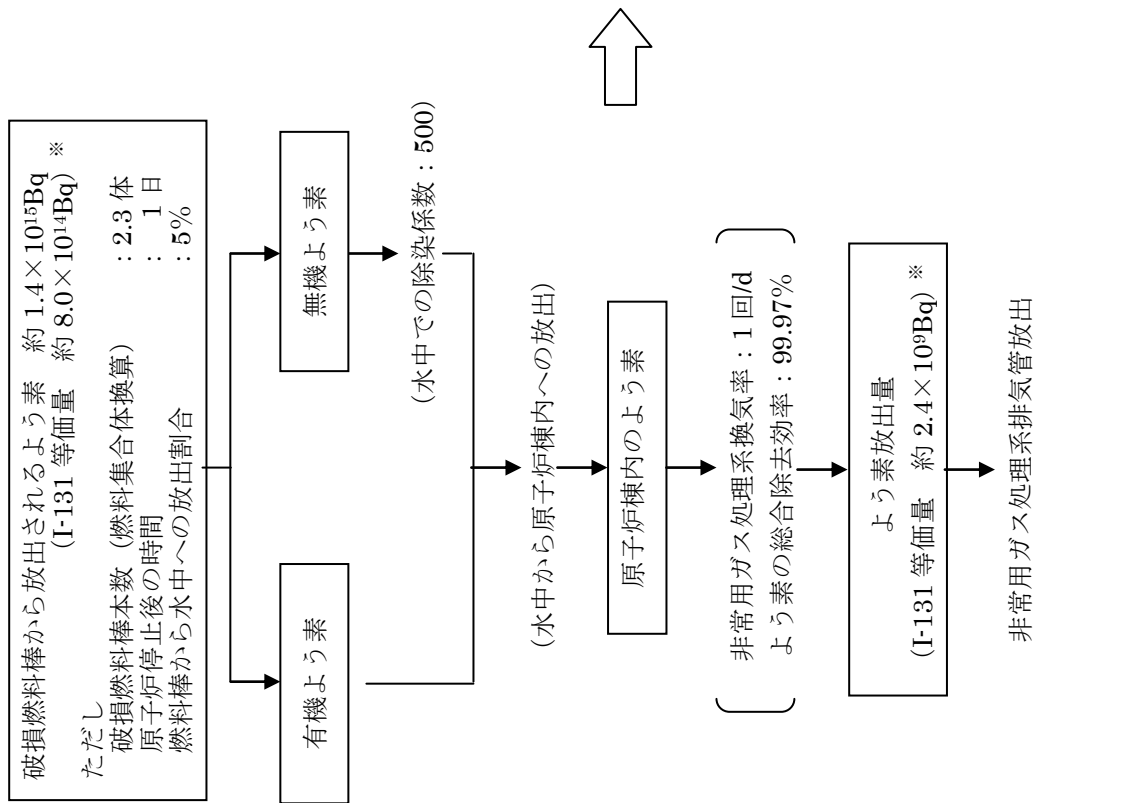 破損燃料棒から放出されるよう素　約 1.4×10¹⁵Bq
(I-131 等価量　約 8.0×10¹⁴Bq) ※
ただし
破損燃料棒本数（燃料集合体換算）　: 2.3 体
原子炉停止後の時間　: 1 日
燃料棒から水中への放出割合　: 5%
有機よう素
無機よう素
(水中での除染係数 : 500)
(水中から原子炉棟内への放出)
原子炉棟内のよう素
非常用ガス処理系換気率 : 1 回/d
よう素の総合除去効率 : 99.97%
よう素放出量
(I-131 等価量　約 2.4×10⁹Bq) ※
非常用ガス処理系排気管放出